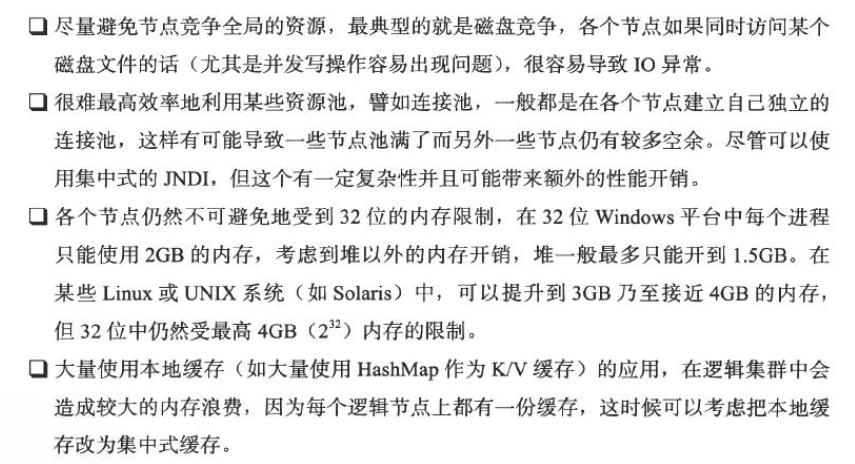 ❑ 尽量避免节点竞争全局的资源，最典型的就是磁盘竞争，各个节点如果同时访问某个
磁盘文件的话（尤其是并发写操作容易出现问题），很容易导致 IO 异常。
❑ 很难最高效率地利用某些资源池，譬如连接池，一般都是在各个节点建立自己独立的
连接池，这样有可能导致一些节点池满了而另外一些节点仍有较多空余。尽管可以使
用集中式的 JNDI，但这个有一定复杂性并且可能带来额外的性能开销。
❑ 各个节点仍然不可避免地受到 32 位的内存限制，在 32 位 Windows 平台中每个进程
只能使用 2GB 的内存，考虑到堆以外的内存开销，堆一般最多只能开到 1.5GB。在
某些 Linux 或 UNIX 系统（如 Solaris）中，可以提升到 3GB 乃至接近 4GB 的内存，
但 32 位中仍然受最高 4GB（2³²）内存的限制。
❑ 大量使用本地缓存（如大量使用 HashMap 作为 K/V 缓存）的应用，在逻辑集群中会
造成较大的内存浪费，因为每个逻辑节点上都有一份缓存，这时候可以考虑把本地缓
存改为集中式缓存。